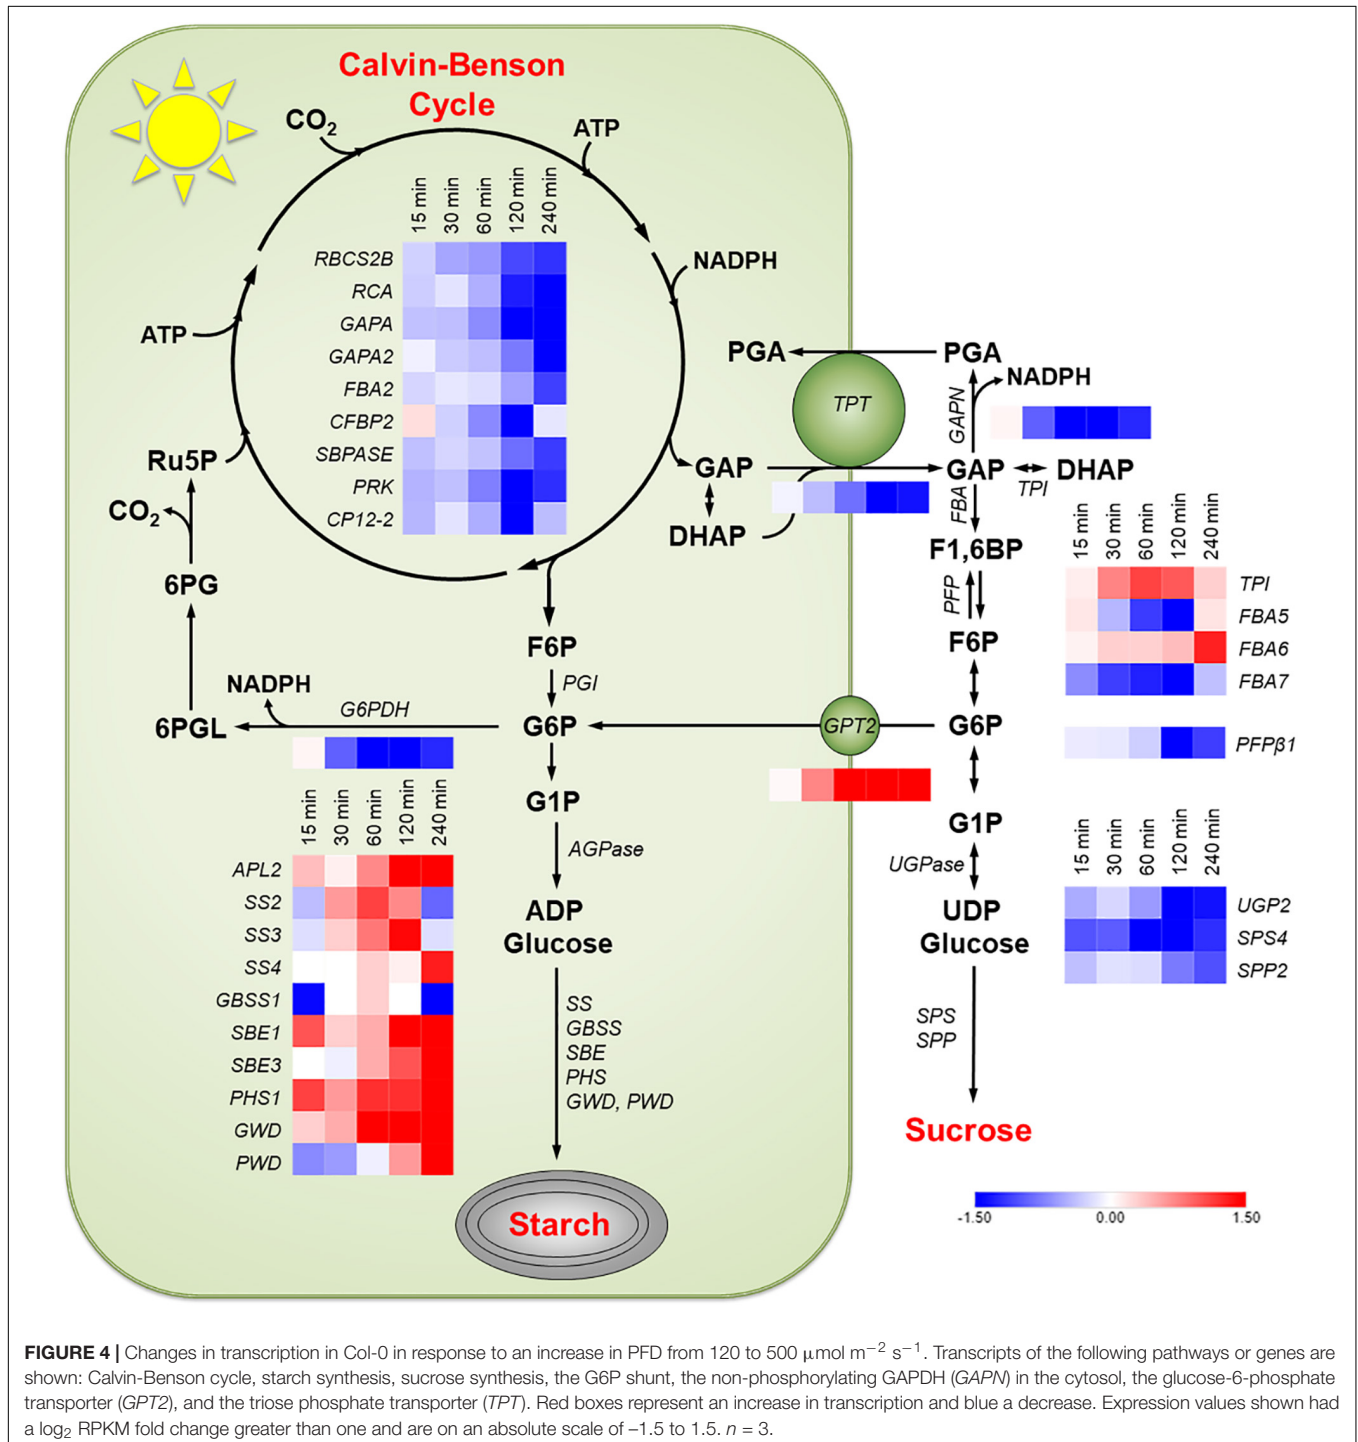 Calvin-Benson
Cycle
CO2
ATP
15 min
30 min
60 min
120 min
240 min
RBCS2B
RCA
GAPA
GAPA2
FBA2
CFBP2
SBPASE
PRK
CP12-2
NADPH
ATP
Ru5P
CO2
6PG
PGA
PGA
NADPH
TPT
GAPN
GAP
GAP
DHAP
TPI
DHAP
FBA
F1,6BP
PFP
F6P
15 min
30 min
60 min
120 min
240 min
TPI
FBA5
FBA6
FBA7
PFPβ1
F6P
PGI
NADPH
G6PDH
6PGL
G6P
GPT2
G6P
G1P
G1P
AGPase
UGPase
15 min
30 min
60 min
120 min
240 min
APL2
SS2
SS3
SS4
GBSS1
SBE1
SBE3
PHS1
GWD
PWD
ADP
Glucose
UDP
Glucose
15 min
30 min
60 min
120 min
240 min
UGP2
SPS4
SPP2
SS
GBSS
SBE
PHS
GWD, PWD
SPS
SPP
Sucrose
Starch
-1.50
0.00
1.50
FIGURE 4 | Changes in transcription in Col-0 in response to an increase in PFD from 120 to 500 μmol m−2 s−1. Transcripts of the following pathways or genes are
shown: Calvin-Benson cycle, starch synthesis, sucrose synthesis, the G6P shunt, the non-phosphorylating GAPDH (GAPN) in the cytosol, the glucose-6-phosphate
transporter (GPT2), and the triose phosphate transporter (TPT). Red boxes represent an increase in transcription and blue a decrease. Expression values shown had
a log2 RPKM fold change greater than one and are on an absolute scale of –1.5 to 1.5. n = 3.